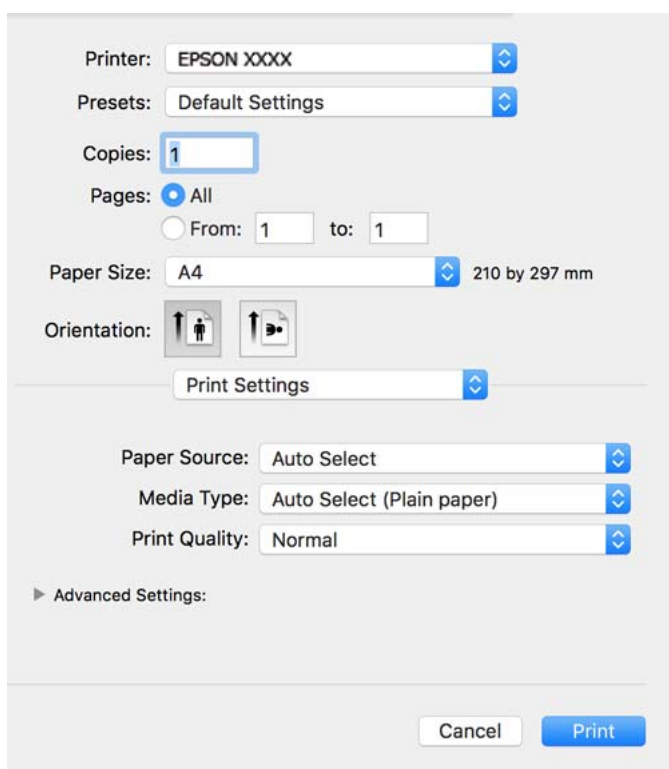 Printer: EPSON XXXX
Presets: Default Settings
Copies: 1
Pages: All
From: 1 to: 1
Paper Size: A4 210 by 297 mm
Orientation:
Print Settings
Paper Source: Auto Select
Media Type: Auto Select (Plain paper)
Print Quality: Normal
Advanced Settings:
Cancel Print